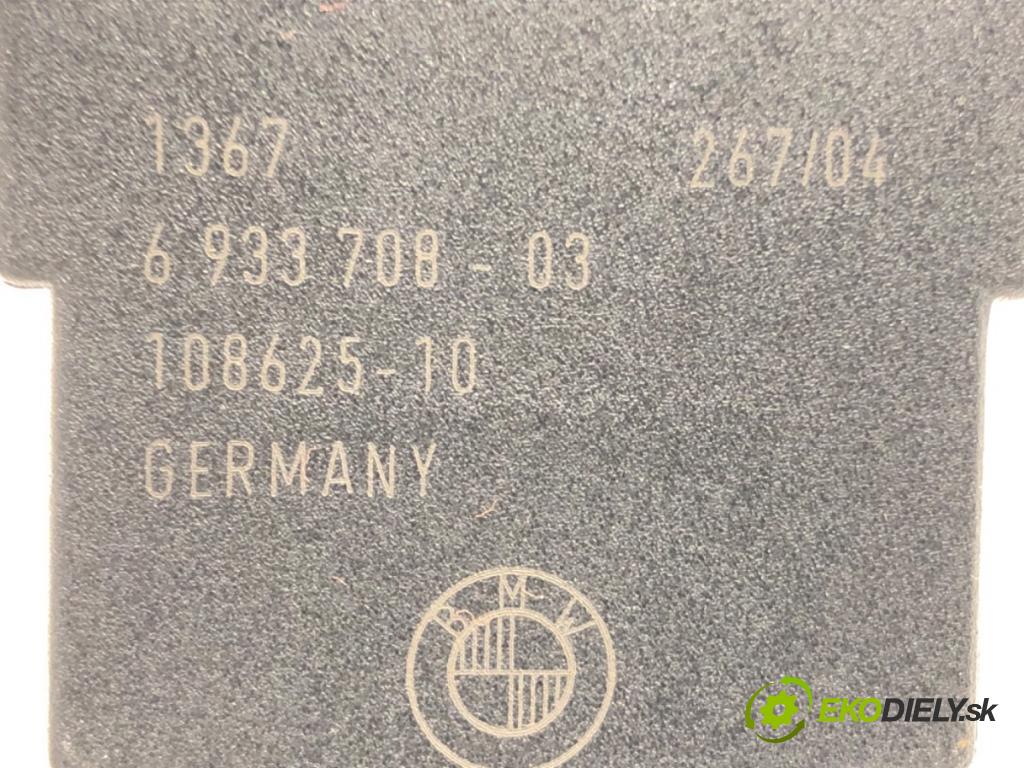 1367 267/04
6 933 708 - 03
108625-10
GERMANY
BMW
EKODIELY.sk